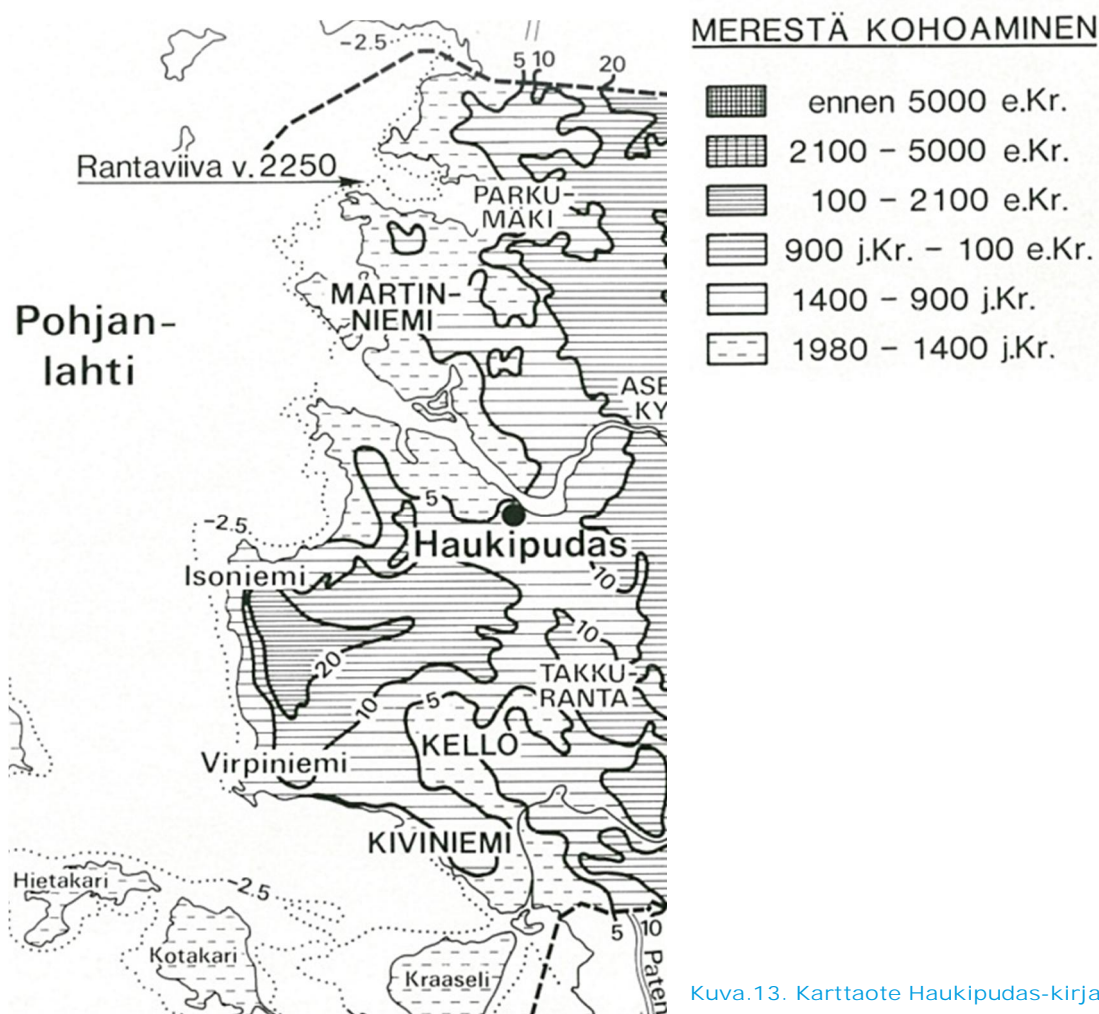 MERESTÄ KOHOAMINEN
ennen 5000 e.Kr.
2100 – 5000 e.Kr.
100 – 2100 e.Kr.
900 j.Kr. – 100 e.Kr.
1400 – 900 j.Kr.
1980 – 1400 j.Kr.
-2.5
5 10
20
Rantaviiva v. 2250
PARKU-
MÄKI
MARTIN-
NIEMI
Pohjan-
lahti
ASE
KY
5
-2.5
Haukipudas
Isoniemi
10
10
20
TAKKU-
RANTA
10
5
KELLO
Virpiniemi
KIVINIEMI
Hietakari
-2.5
5
10
Kotakari
Kraaseli
Paten
Kuva.13. Karttaote Haukipudas-kirja